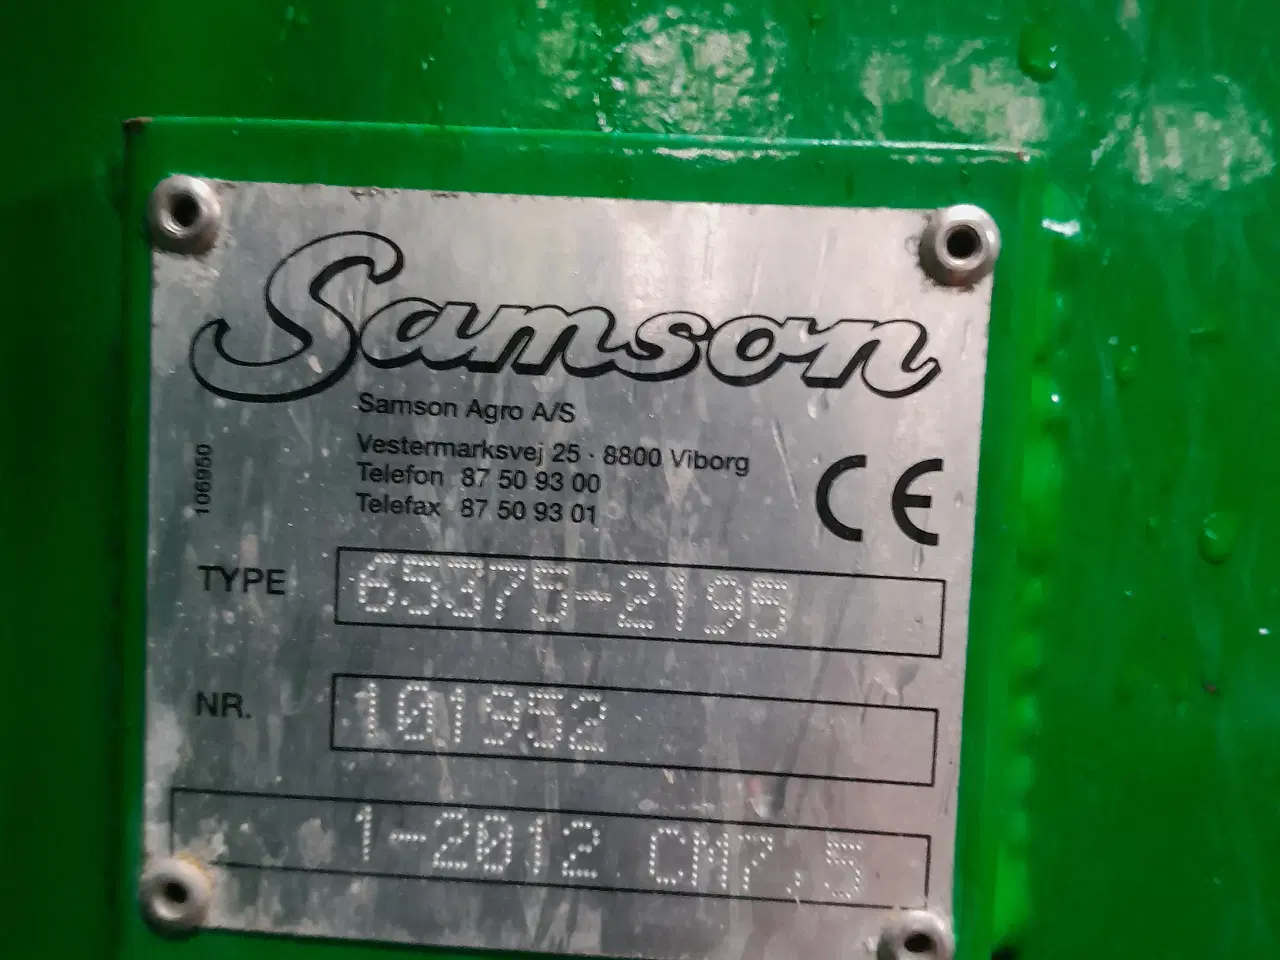 Samson
Samson Agro A/S
Vestermarksvej 25 · 8800 Viborg
Telefon 87 50 93 00
Telefax 87 50 93 01
106950
CE
TYPE 65375-2195
NR. 101952
1-2012 CM7,5